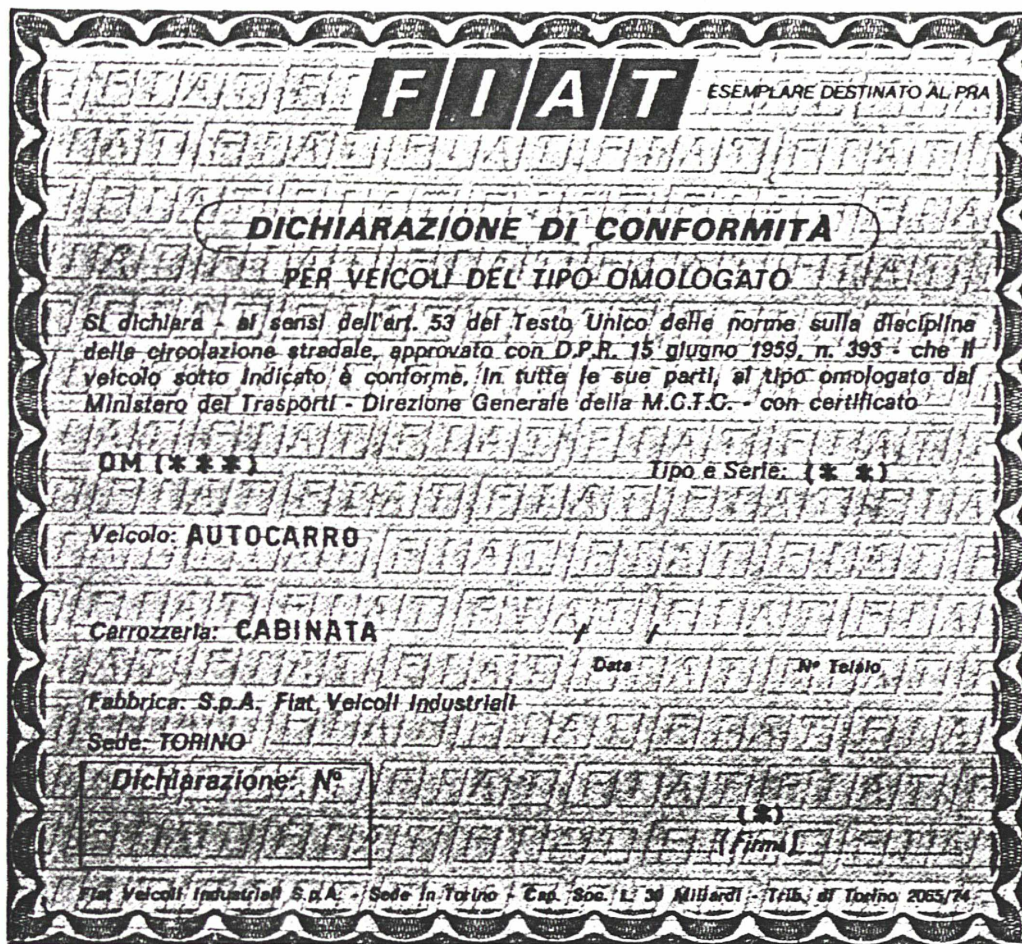 FIAT
ESEMPLARE DESTINATO AL PRA
DICHIARAZIONE DI CONFORMITÀ
PER VEICOLI DEL TIPO OMOLOGATO
Si dichiara - ai sensi dell'art. 53 del Testo Unico delle norme sulla disciplina
della circolazione stradale, approvato con D.P.R. 15 giugno 1959, n. 393 - che il
veicolo sotto indicato è conforme, in tutte le sue parti, al tipo omologato dal
Ministero dei Trasporti - Direzione Generale della M.C.T.C. - con certificato
OM (***) Tipo e Serie: (* *)
Veicolo: AUTOCARRO
Carrozzeria: CABINATA / /
Data N° Telaio
Fabbrica: S.p.A. Fiat Veicoli Industriali
Sede: TORINO
Dichiarazione: N°
(*)
(Firma)
Fiat Veicoli Industriali S.p.A. - Sede in Torino - Cap. Soc. L. 30 Miliardi - Trib. di Torino 2065/74